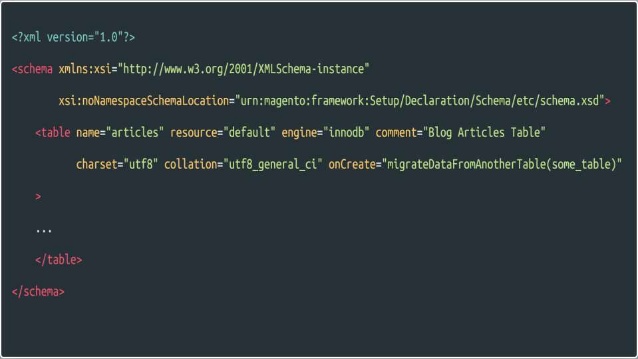 <?xml version="1.0"?>
<schema xmlns:xsi="http://www.w3.org/2001/XMLSchema-instance"
xsi:noNamespaceSchemaLocation="urn:magento:framework:Setup/Declaration/Schema/etc/schema.xsd">
<table name="articles" resource="default" engine="innodb" comment="Blog Articles Table"
charset="utf8" collation="utf8_general_ci" onCreate="migrateDataFromAnotherTable(some_table)"
>
...
</table>
</schema>